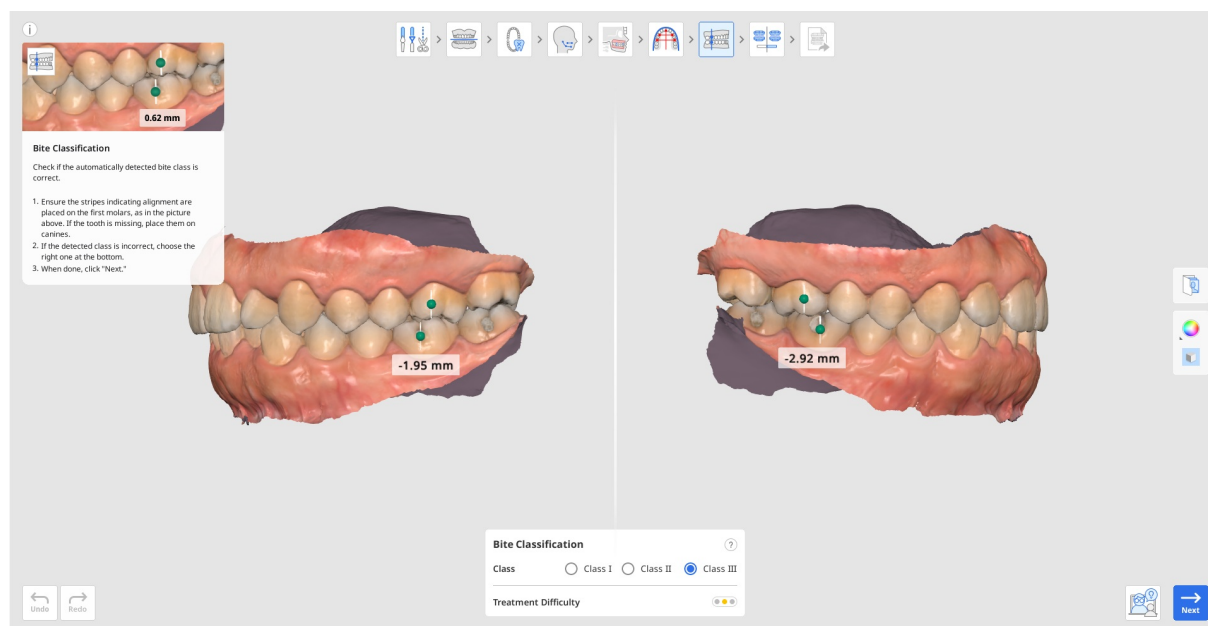 i
0.62 mm
Bite Classification
Check if the automatically detected bite class is
correct.
1. Ensure the stripes indicating alignment are
placed on the first molars, as in the picture
above. If the tooth is missing, place them on
canines.
2. If the detected class is incorrect, choose the
right one at the bottom.
3. When done, click "Next."
-1.95 mm
-2.92 mm
Bite Classification ?
Class Class I Class II Class III
Treatment Difficulty
Undo Redo
? Next